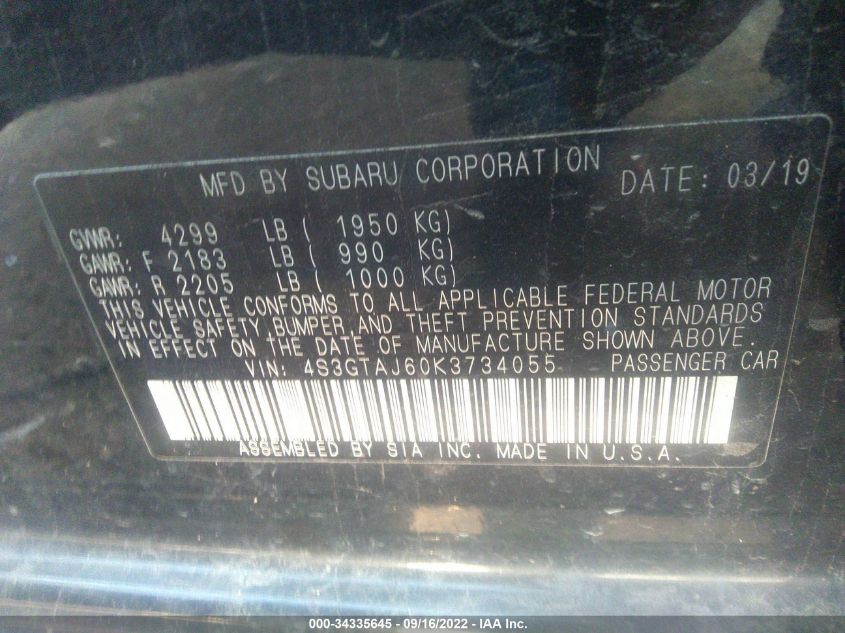 MFD BY SUBARU CORPORATION DATE: 03/19
GVWR: 4299 LB ( 1950 KG)
GAWR: F 2183 LB ( 990 KG)
GAWR: R 2205 LB ( 1000 KG)
THIS VEHICLE CONFORMS TO ALL APPLICABLE FEDERAL MOTOR
VEHICLE SAFETY, BUMPER, AND THEFT PREVENTION STANDARDS
IN EFFECT ON THE DATE OF MANUFACTURE SHOWN ABOVE.
VIN: 4S3GTAJ60K3734055 PASSENGER CAR
ASSEMBLED BY SIA INC. MADE IN U.S.A.
000-34335645 - 09/16/2022 - IAA Inc.